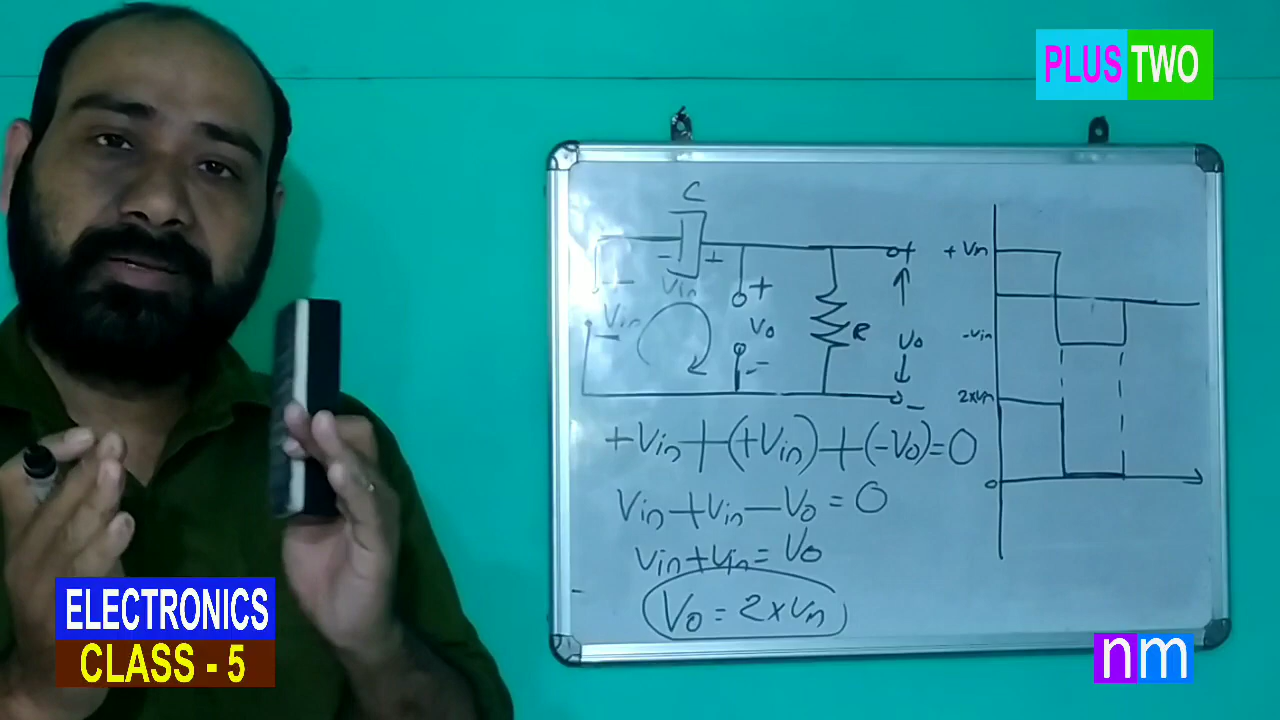 PLUS TWO
C
− +
Vin
+
Vin
−
+
Vo
−
R
+
Vo
−
+Vin
-Vin
2xVin
0
+Vin+(+Vin)+(-Vo)=0
Vin+Vin-Vo=0
Vin+Vin=Vo
Vo=2xVin
ELECTRONICS
CLASS - 5
nm